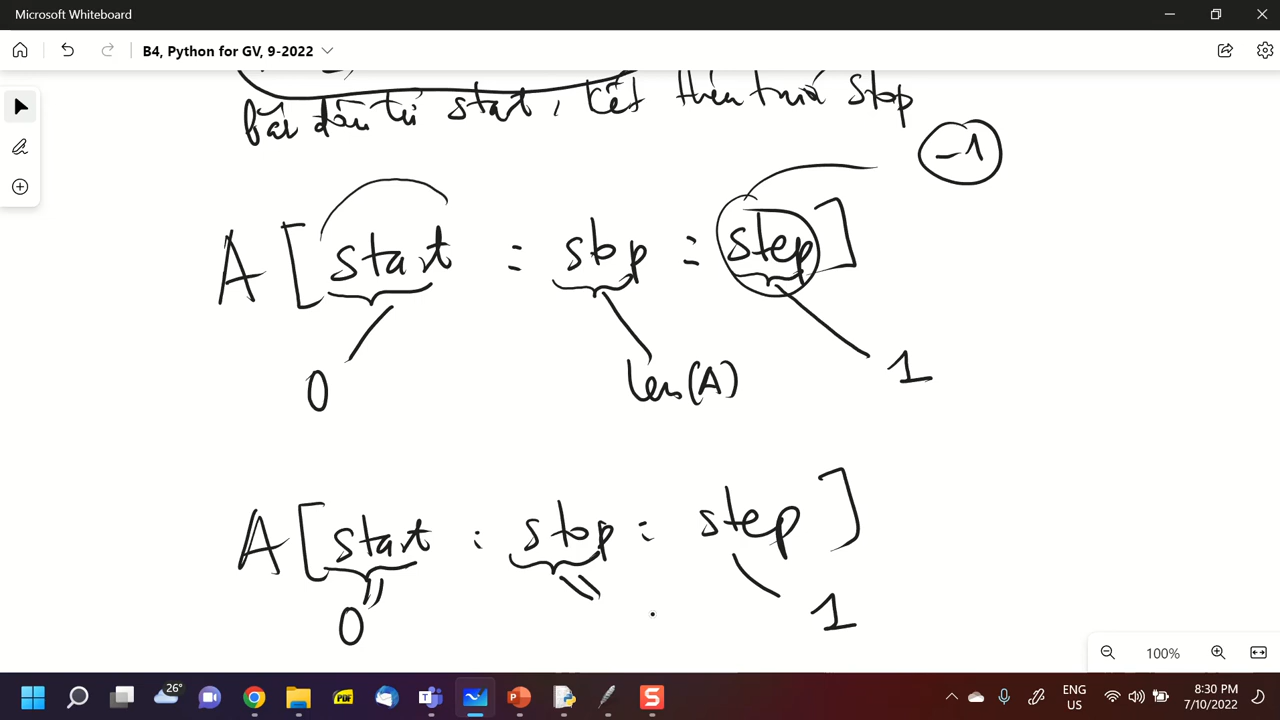 Microsoft Whiteboard
B4, Python for GV, 9-2022
bắt đầu từ start, kết thúc trước stop
-1
A[start : stop : step]
0
len(A)
1
A[start : stop : step]
0
1
100%
26°
PDF
ENG
US
8:30 PM
7/10/2022